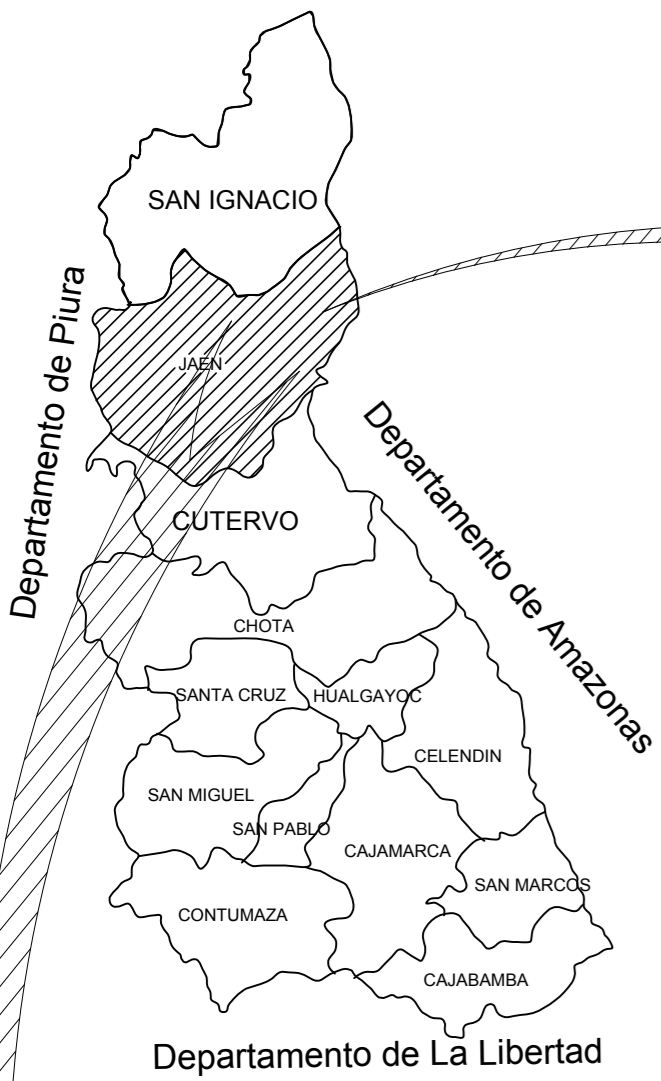 SAN IGNACIO
Departamento de Piura
JAEN
Departamento de Amazonas
CUTERVO
CHOTA
SANTA CRUZ
HUALGAYOC
CELENDIN
SAN MIGUEL
SAN PABLO
CAJAMARCA
SAN MARCOS
CONTUMAZA
CAJABAMBA
Departamento de La Libertad